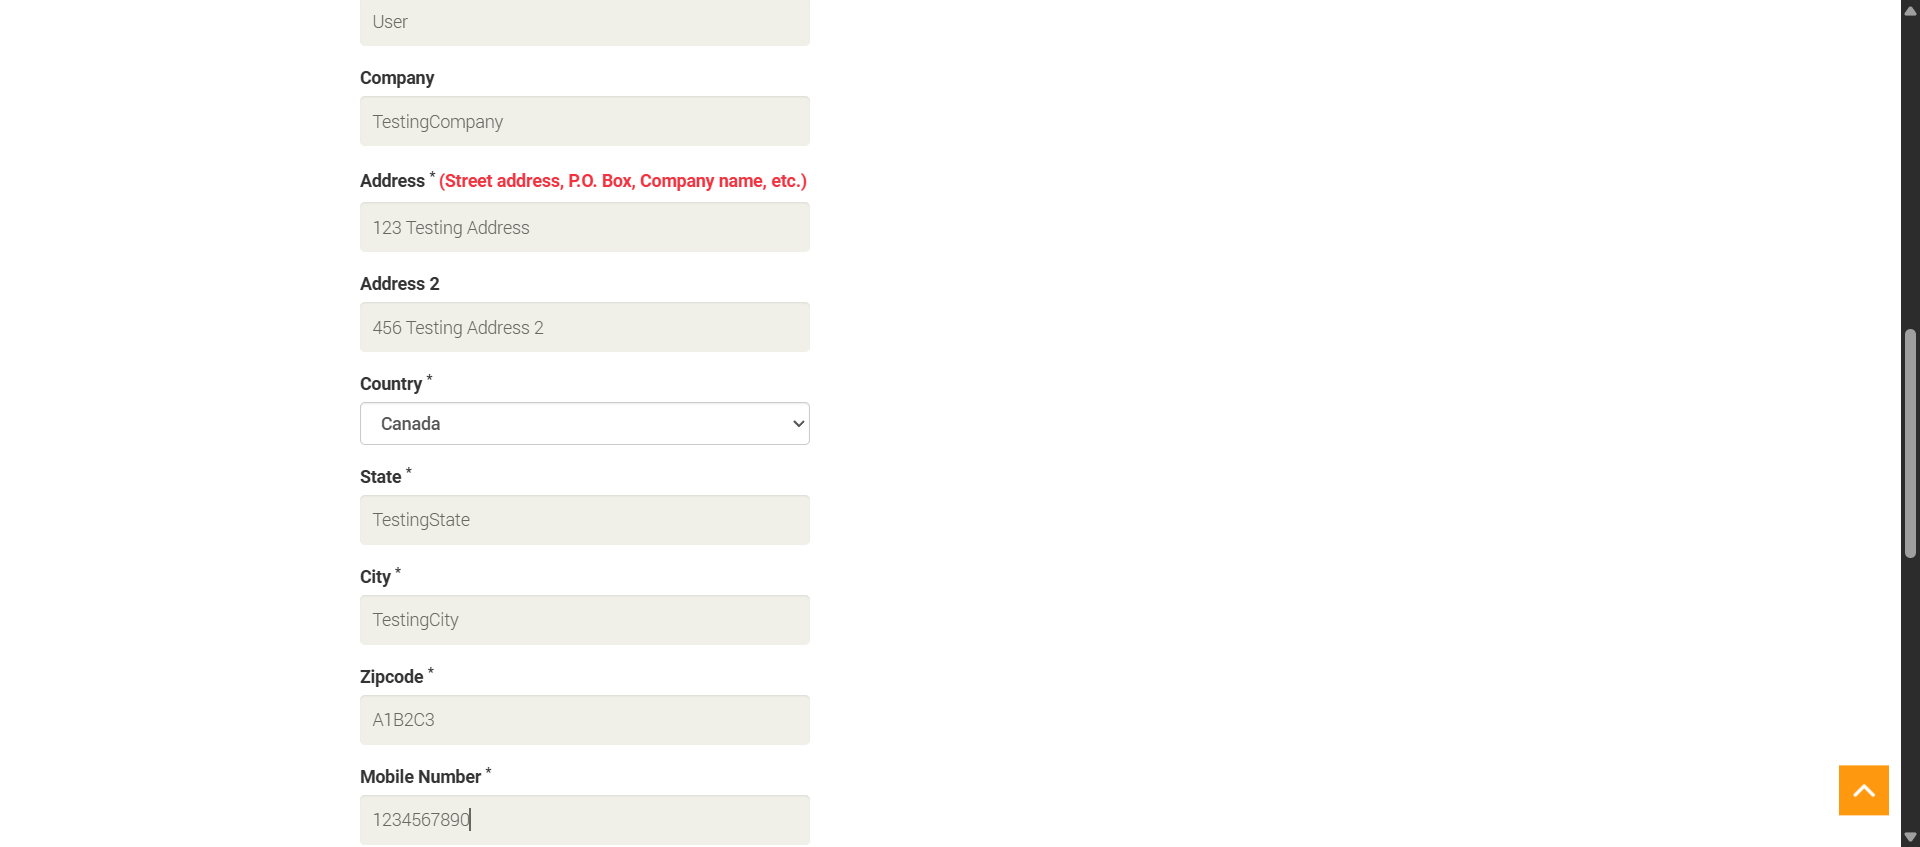 User
Company
TestingCompany
Address * (Street address, P.O. Box, Company name, etc.)
123 Testing Address
Address 2
456 Testing Address 2
Country *
Canada
State *
TestingState
City *
TestingCity
Zipcode *
A1B2C3
Mobile Number *
1234567890